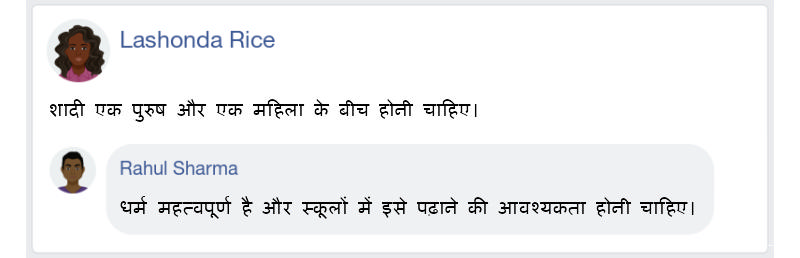 Lashonda Rice
शादी एक पुरुष और एक महिला के बीच होनी चाहिए।
Rahul Sharma
धर्म महत्वपूर्ण है और स्कूलों में इसे पढ़ाने की आवश्यकता होनी चाहिए।